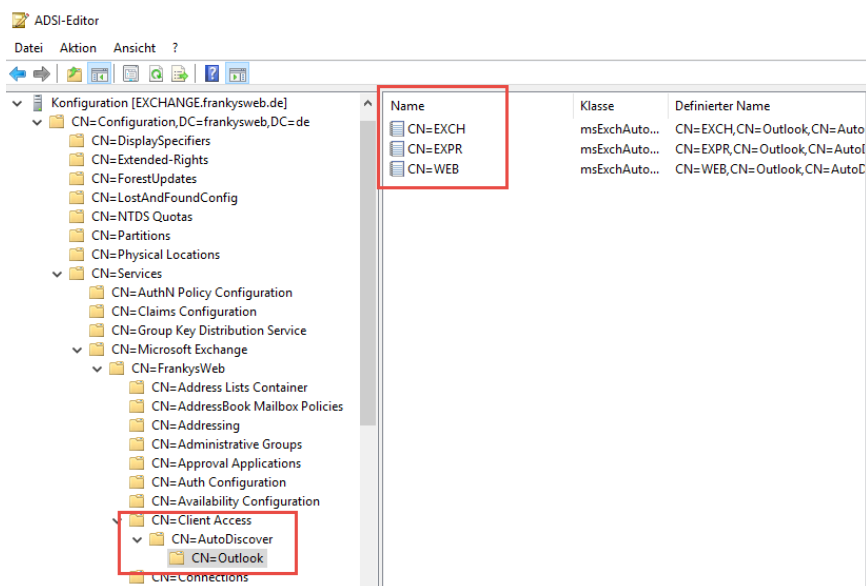 ADSI-Editor
Datei Aktion Ansicht ?
Konfiguration [EXCHANGE.frankysweb.de]
CN=Configuration,DC=frankysweb,DC=de
CN=DisplaySpecifiers
CN=Extended-Rights
CN=ForestUpdates
CN=LostAndFoundConfig
CN=NTDS Quotas
CN=Partitions
CN=Physical Locations
CN=Services
CN=AuthN Policy Configuration
CN=Claims Configuration
CN=Group Key Distribution Service
CN=Microsoft Exchange
CN=FrankysWeb
CN=Address Lists Container
CN=AddressBook Mailbox Policies
CN=Addressing
CN=Administrative Groups
CN=Approval Applications
CN=Auth Configuration
CN=Availability Configuration
CN=Client Access
CN=AutoDiscover
CN=Outlook
CN=Connections
Name Klasse Definierter Name
CN=EXCH msExchAuto... CN=EXCH,CN=Outlook,CN=Auto
CN=EXPR msExchAuto... CN=EXPR,CN=Outlook,CN=AutoD
CN=WEB msExchAuto... CN=WEB,CN=Outlook,CN=AutoD